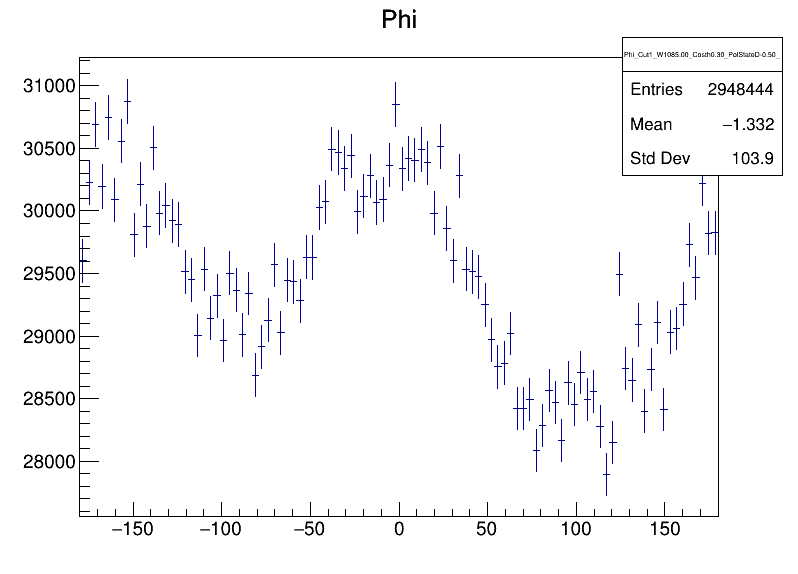 Phi
Phi_Cut1_W1085.00_Costh0.30_PolStateD-0.50_
Entries 2948444
Mean −1.332
Std Dev 103.9
31000
30500
30000
29500
29000
28500
28000
−150 −100 −50 0 50 100 150